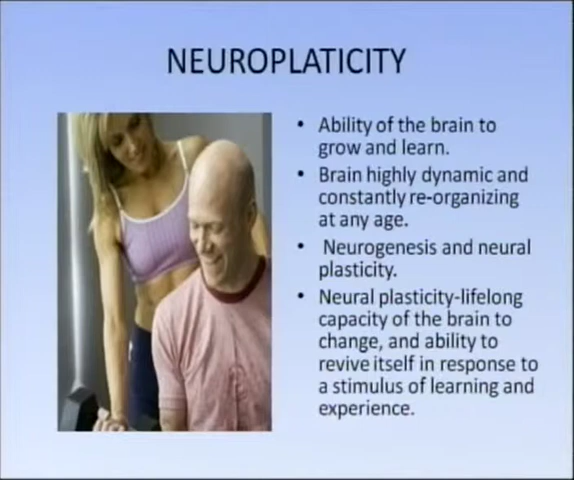 NEUROPLATICITY
• Ability of the brain to
grow and learn.
• Brain highly dynamic and
constantly re-organizing
at any age.
• Neurogenesis and neural
plasticity.
• Neural plasticity-lifelong
capacity of the brain to
change, and ability to
revive itself in response to
a stimulus of learning and
experience.